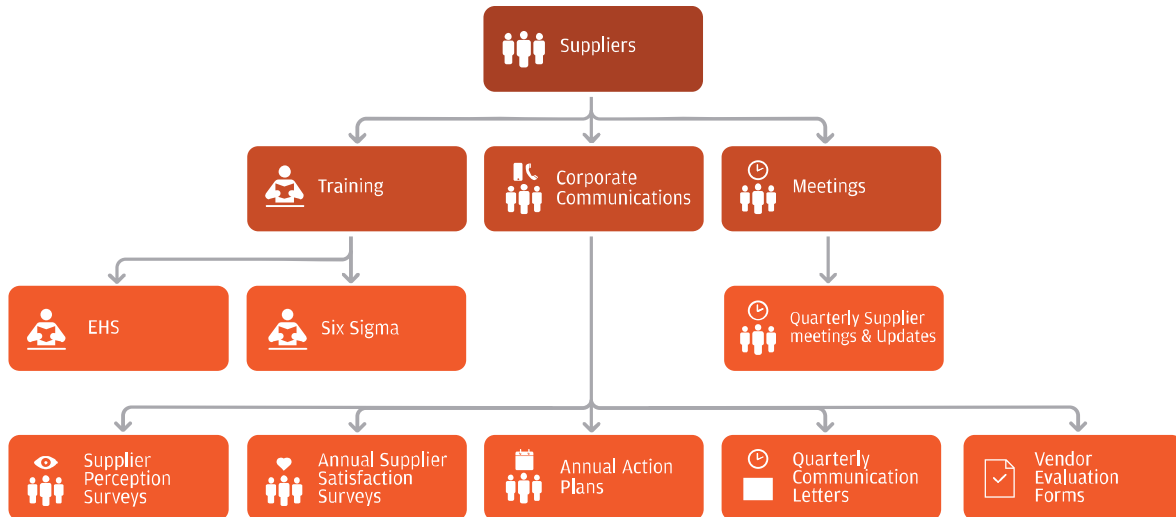 Suppliers
Training
Corporate
Communications
Meetings
EHS
Six Sigma
Quarterly Supplier
meetings & Updates
Supplier
Perception
Surveys
Annual Supplier
Satisfaction
Surveys
Annual Action
Plans
Quarterly
Communication
Letters
Vendor
Evaluation
Forms